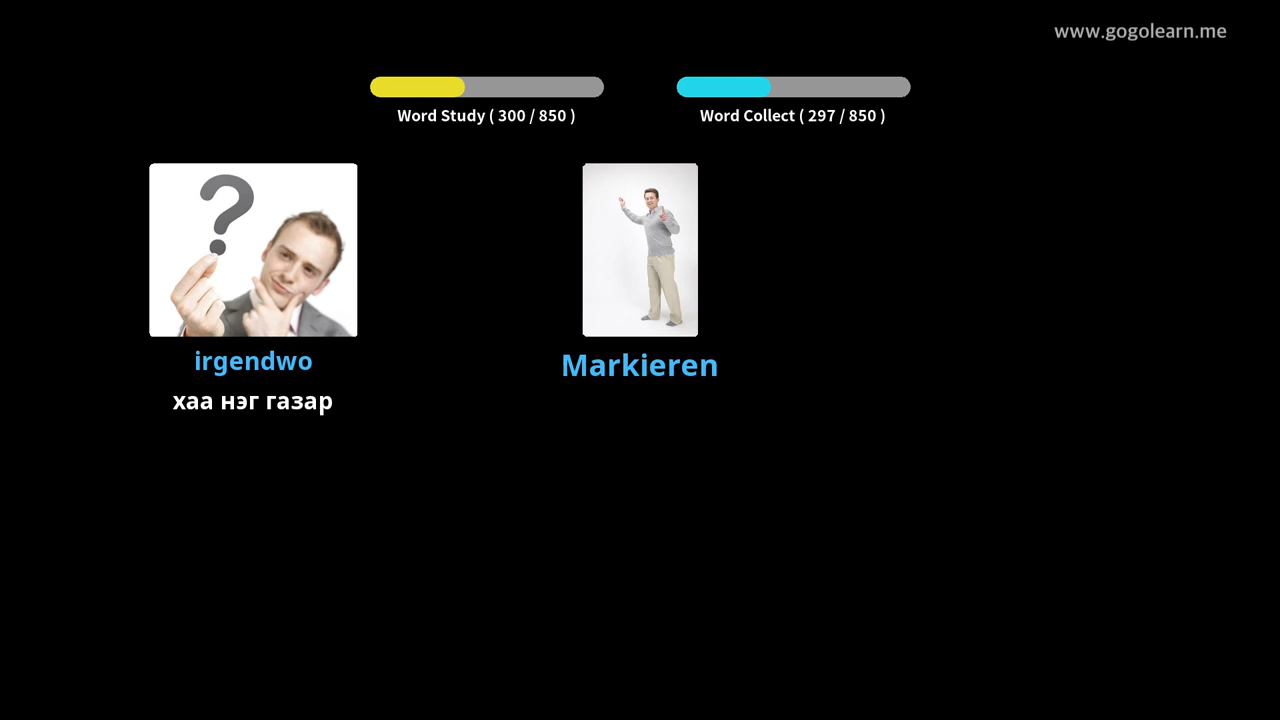 www.gogolearn.me
Word Study ( 300 / 850 )
Word Collect ( 297 / 850 )
irgendwo
хаа нэг газар
Markieren